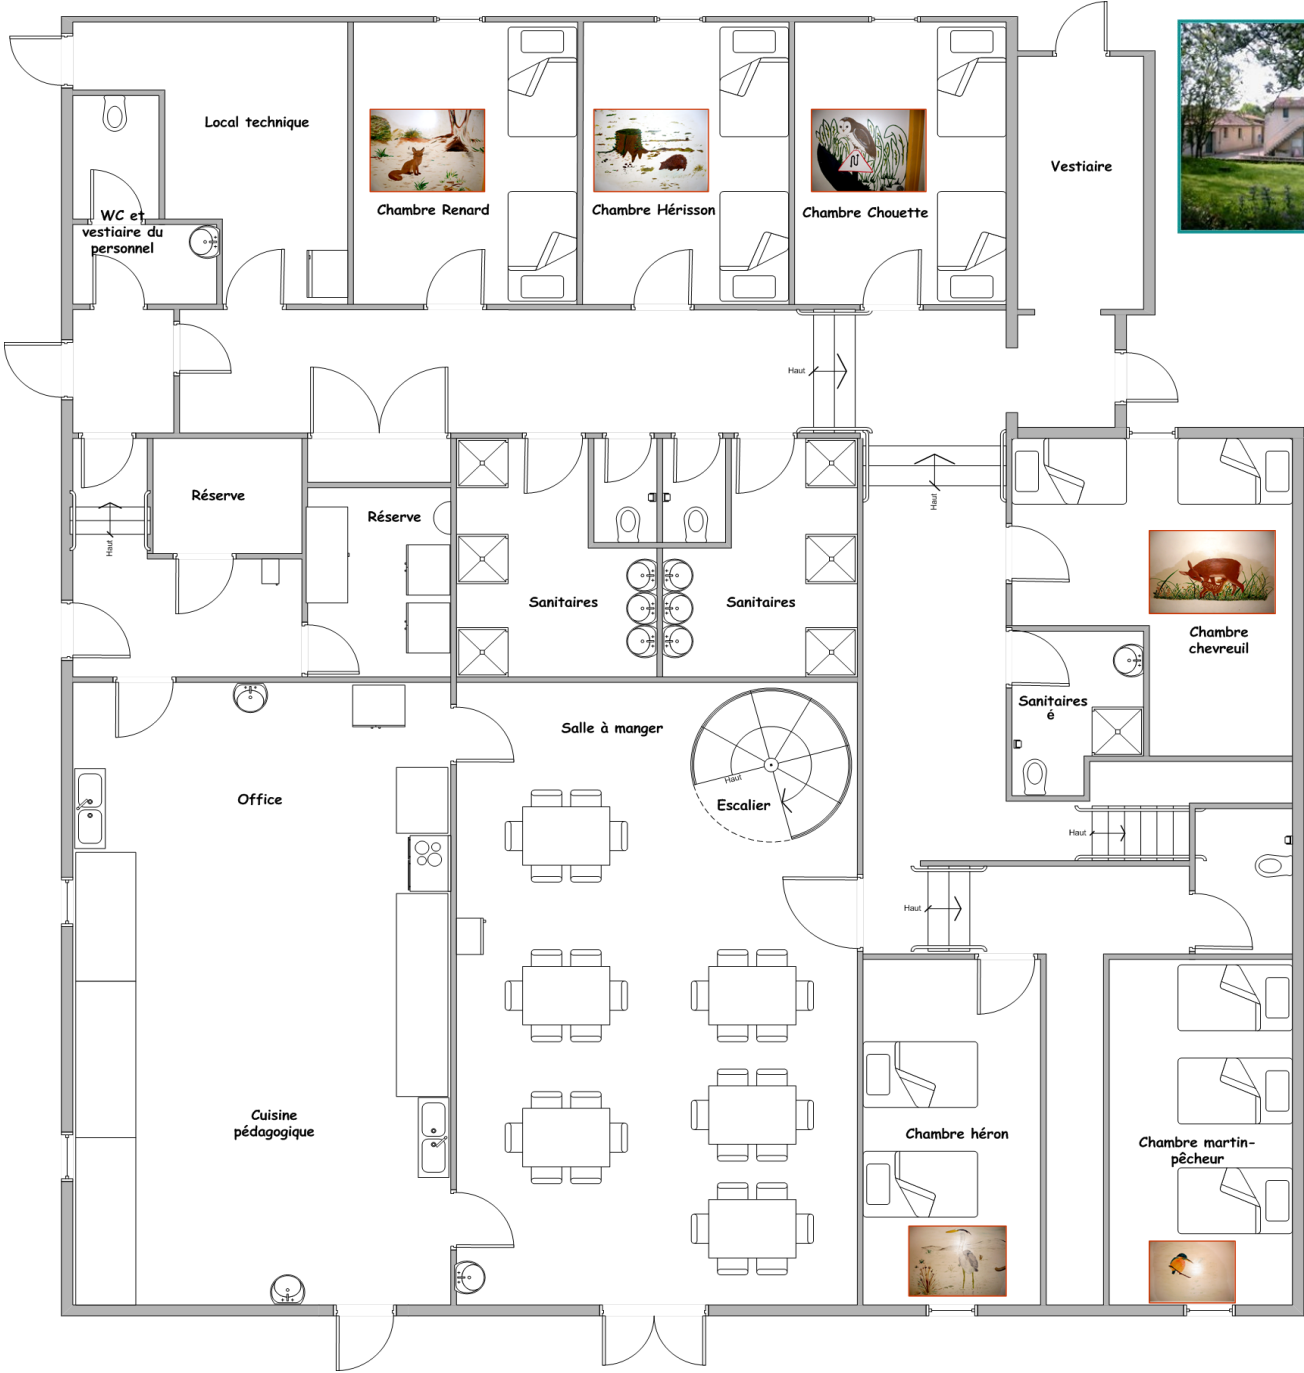 Local technique
Vestiaire
Chambre Renard
Chambre Hérisson
Chambre Chouette
WC et
vestiaire du
personnel
Haut
Haut
Haut
Réserve
Réserve
Sanitaires
Sanitaires
Chambre
chevreuil
Sanitaires
é
Salle à manger
Haut
Escalier
Office
Haut
Haut
Cuisine
pédagogique
Chambre héron
Chambre martin-
pêcheur